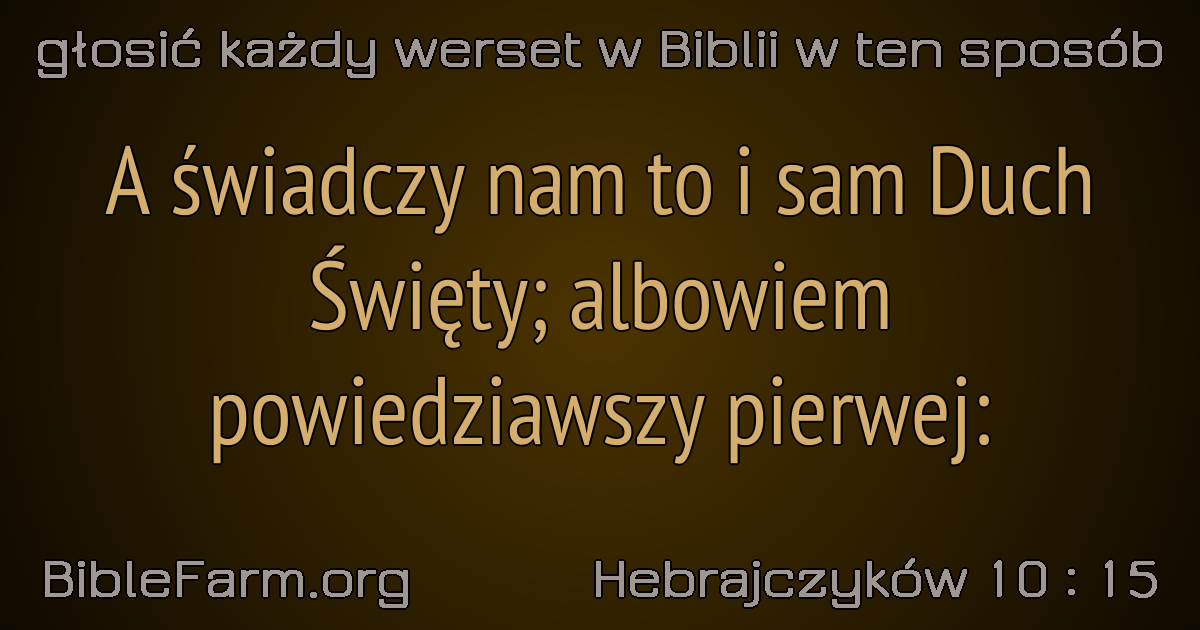 głosić każdy werset w Biblii w ten sposób
A świadczy nam to i sam Duch
Święty; albowiem
powiedziawszy pierwej:
BibleFarm.org
Hebrajczyków 10 : 15